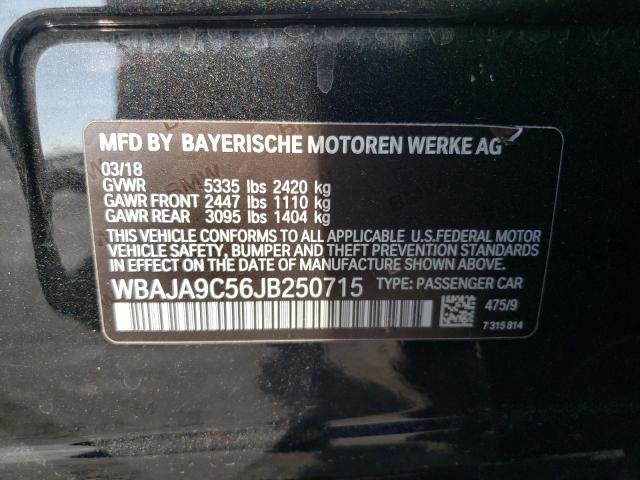 MFD BY BAYERISCHE MOTOREN WERKE AG
03/18
GVWR 5335 lbs 2420 kg
GAWR FRONT 2447 lbs 1110 kg
GAWR REAR 3095 lbs 1404 kg
THIS VEHICLE CONFORMS TO ALL APPLICABLE U.S.FEDERAL MOTOR
VEHICLE SAFETY, BUMPER AND THEFT PREVENTION STANDARDS
IN EFFECT ON THE DATE OF MANUFACTURE SHOWN ABOVE.
WBAJA9C56JB250715 TYPE: PASSENGER CAR
475/9
7 315 814